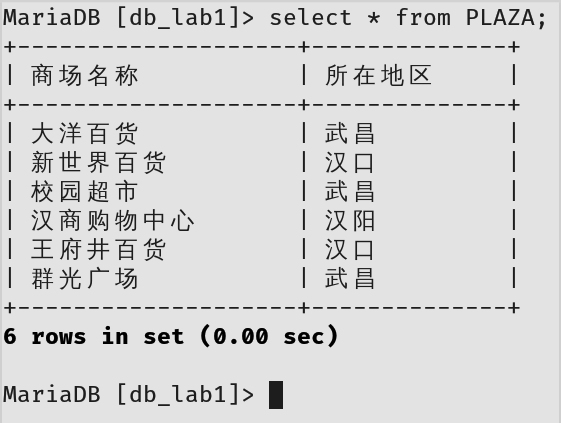 MariaDB [db_lab1]> select * from PLAZA;
+--------------------+--------------+
| 商场名称 | 所在地区 |
+--------------------+--------------+
| 大洋百货 | 武昌 |
| 新世界百货 | 汉口 |
| 校园超市 | 武昌 |
| 汉商购物中心 | 汉阳 |
| 王府井百货 | 汉口 |
| 群光广场 | 武昌 |
+--------------------+--------------+
6 rows in set (0.00 sec)
MariaDB [db_lab1]>